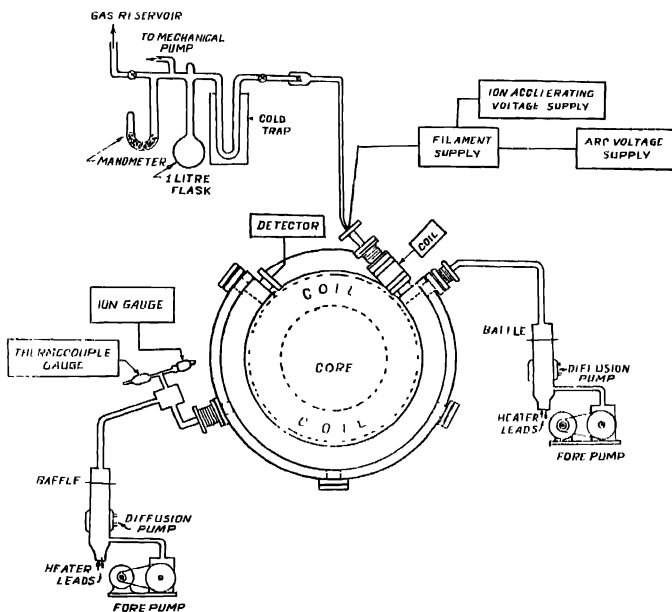 GAS RESERVOIR
TO MECHANICAL
PUMP
COLD
TRAP
MANOMETER
1 LITRE
FLASK
ION ACCELERATING
VOLTAGE SUPPLY
FILAMENT
SUPPLY
ARC VOLTAGE
SUPPLY
DETECTOR
COIL
COIL
CORE
COIL
ION GAUGE
THERMOCOUPLE
GAUGE
BAFFLE
DIFFUSION
PUMP
HEATER
LEADS
FORE PUMP
BAFFLE
DIFFUSION
PUMP
HEATER
LEADS
FORE PUMP